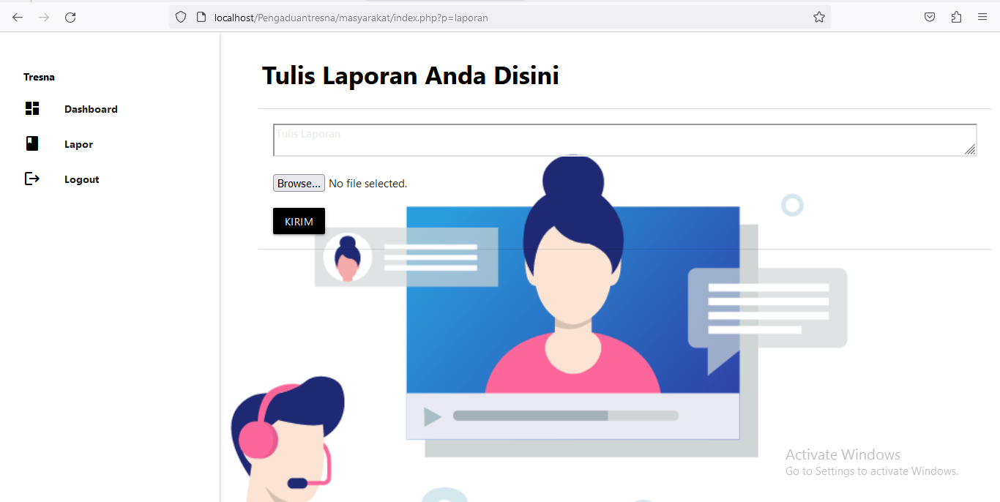 localhost/Pengaduantresna/masyarakat/index.php?p=laporan
Tresna
Dashboard
Lapor
Logout
Tulis Laporan Anda Disini
Tulis Laporan
Browse... No file selected.
KIRIM
Activate Windows
Go to Settings to activate Windows.